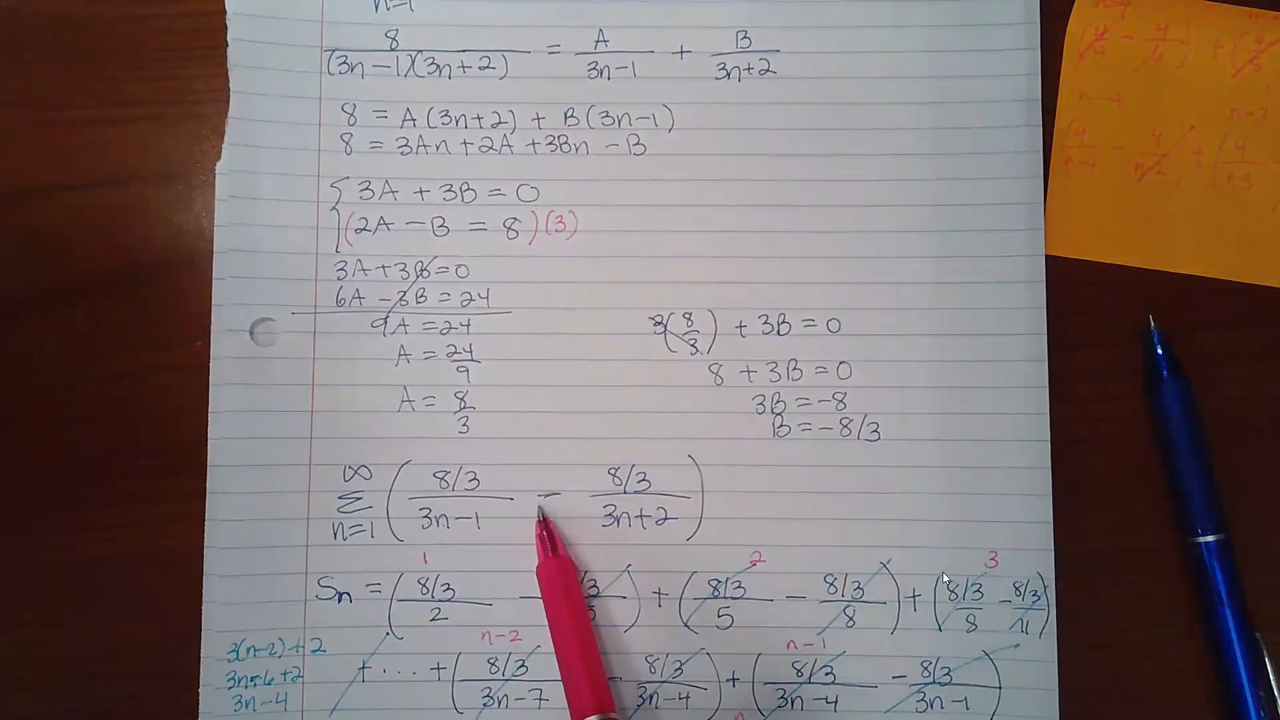 n=1
8/((3n-1)(3n+2)) = A/(3n-1) + B/(3n+2)
8 = A(3n+2) + B(3n-1)
8 = 3An + 2A + 3Bn - B
{ 3A + 3B = 0
(2A - B = 8)(3)
3A + 3B = 0
6A - 3B = 24
9A = 24
A = 24/9
A = 8/3
3(8/3) + 3B = 0
8 + 3B = 0
3B = -8
B = -8/3
∞ Σ n=1 ( (8/3)/(3n-1) - (8/3)/(3n+2) )
1 2 3
Sn = ( (8/3)/2 - /3/5 ) + ( (8/3)/5 - (8/3)/8 ) + ( (8/3)/8 - (8/3)/11 )
n-2 n-1
+ ... + ( (8/3)/(3n-7) - (8/3)/(3n-4) ) + ( (8/3)/(3n-4) - (8/3)/(3n-1) )
3(n-2)+2
3n-6+2
3n-4